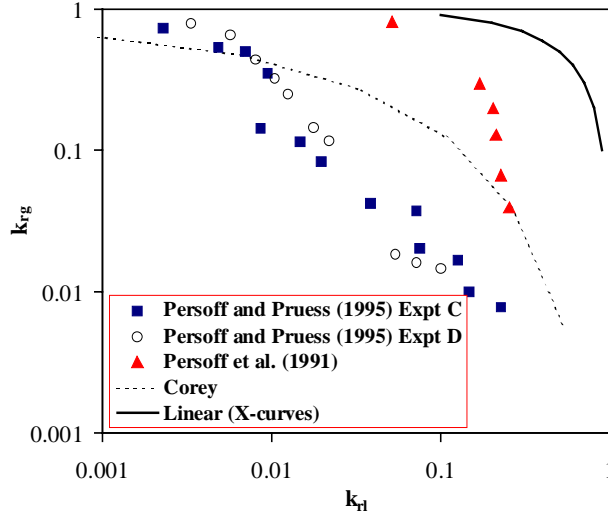 1
0.1
0.01
0.001
k_rg
Persoff and Pruess (1995) Expt C
Persoff and Pruess (1995) Expt D
Persoff et al. (1991)
Corey
Linear (X-curves)
0.001 0.01 0.1 1
k_rl